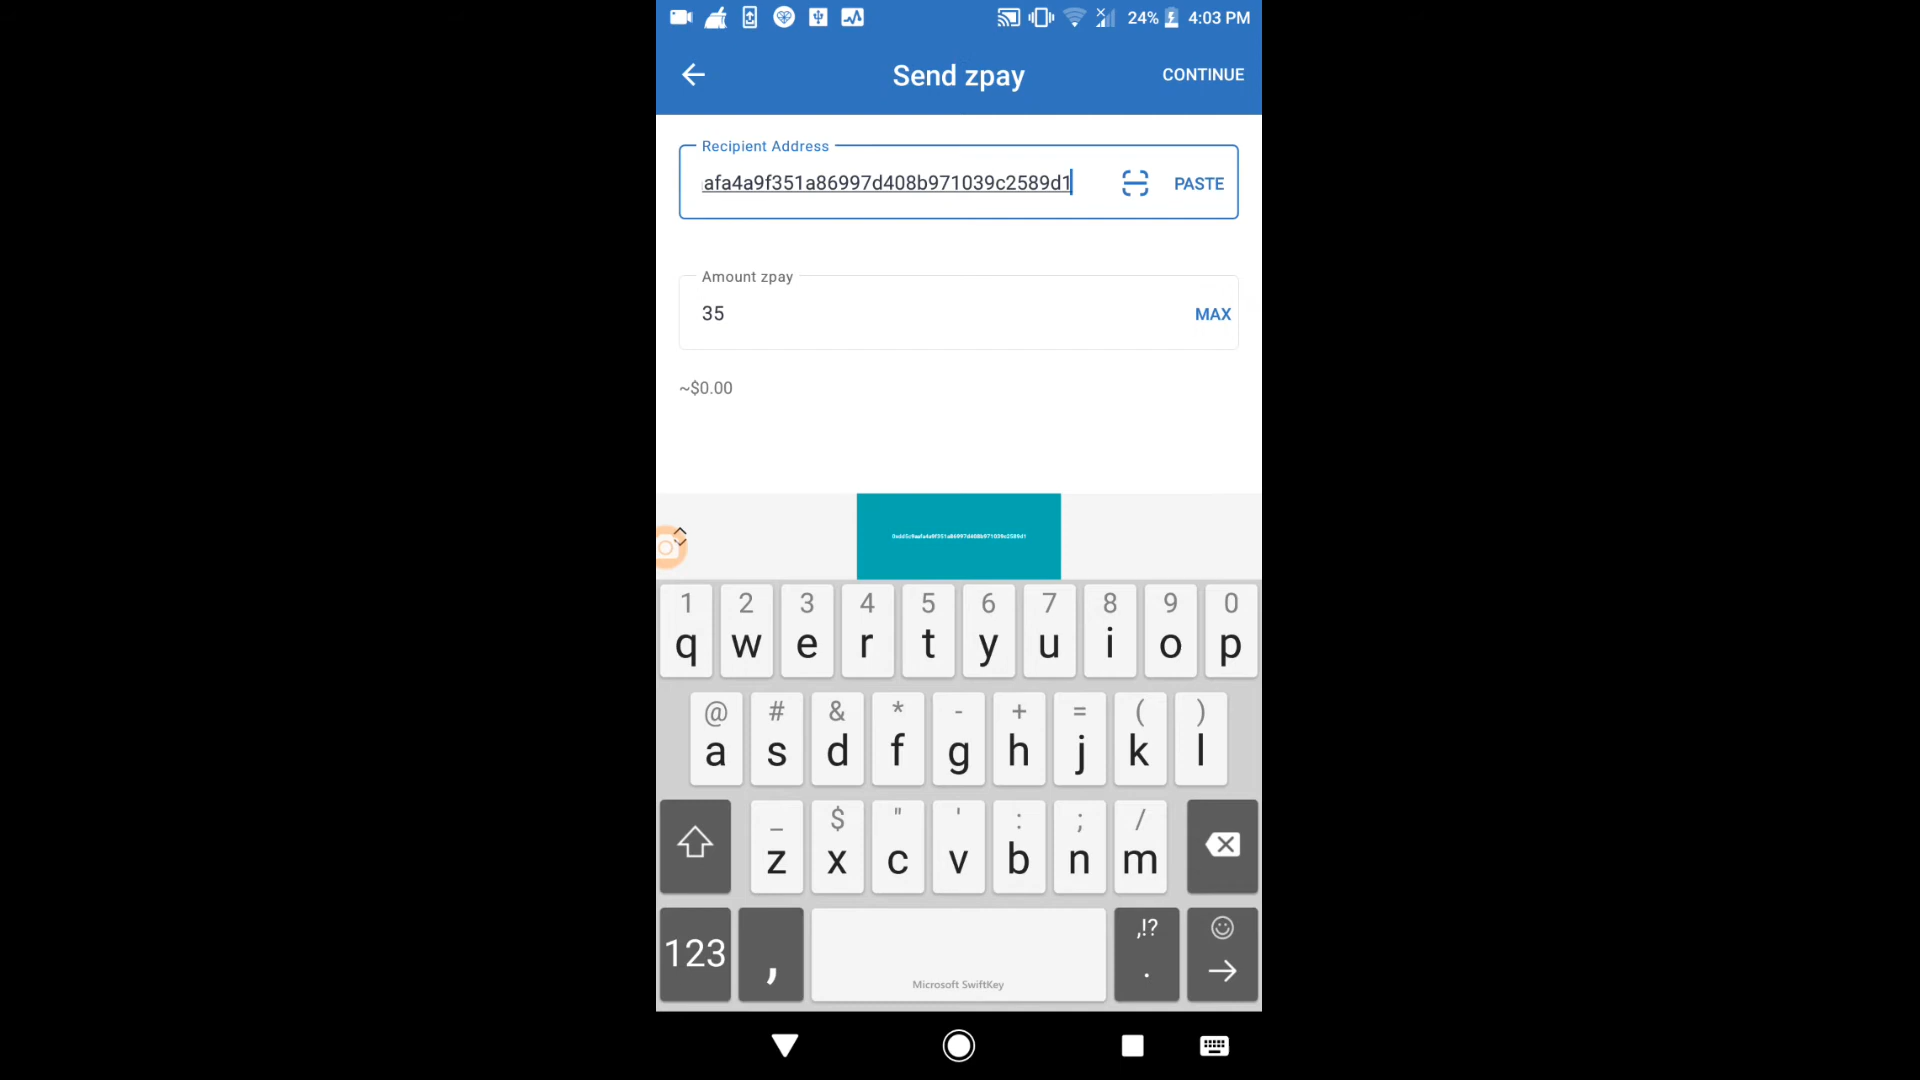 24% 4:03 PM
Send zpay
CONTINUE
Recipient Address
afa4a9f351a86997d408b971039c2589d1
PASTE
Amount zpay
35
MAX
~$0.00
1 2 3 4 5 6 7 8 9 0
q w e r t y u i o p
@ # & * - + = ( )
a s d f g h j k l
_ $ " ' : ; /
z x c v b n m
,!?
123 , .
Microsoft SwiftKey